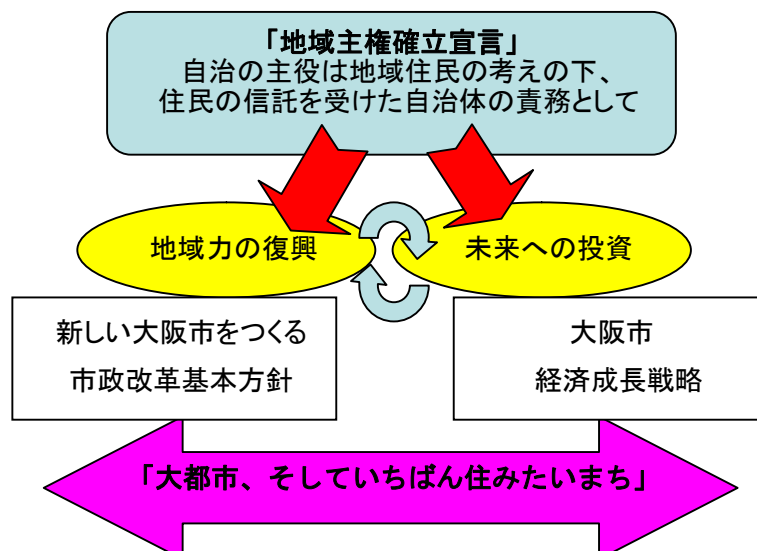 「地域主権確立宣言」
自治の主役は地域住民の考えの下、
住民の信託を受けた自治体の責務として
地域力の復興
未来への投資
新しい大阪市をつくる
市政改革基本方針
大阪市
経済成長戦略
「大都市、そしていちばん住みたいまち」